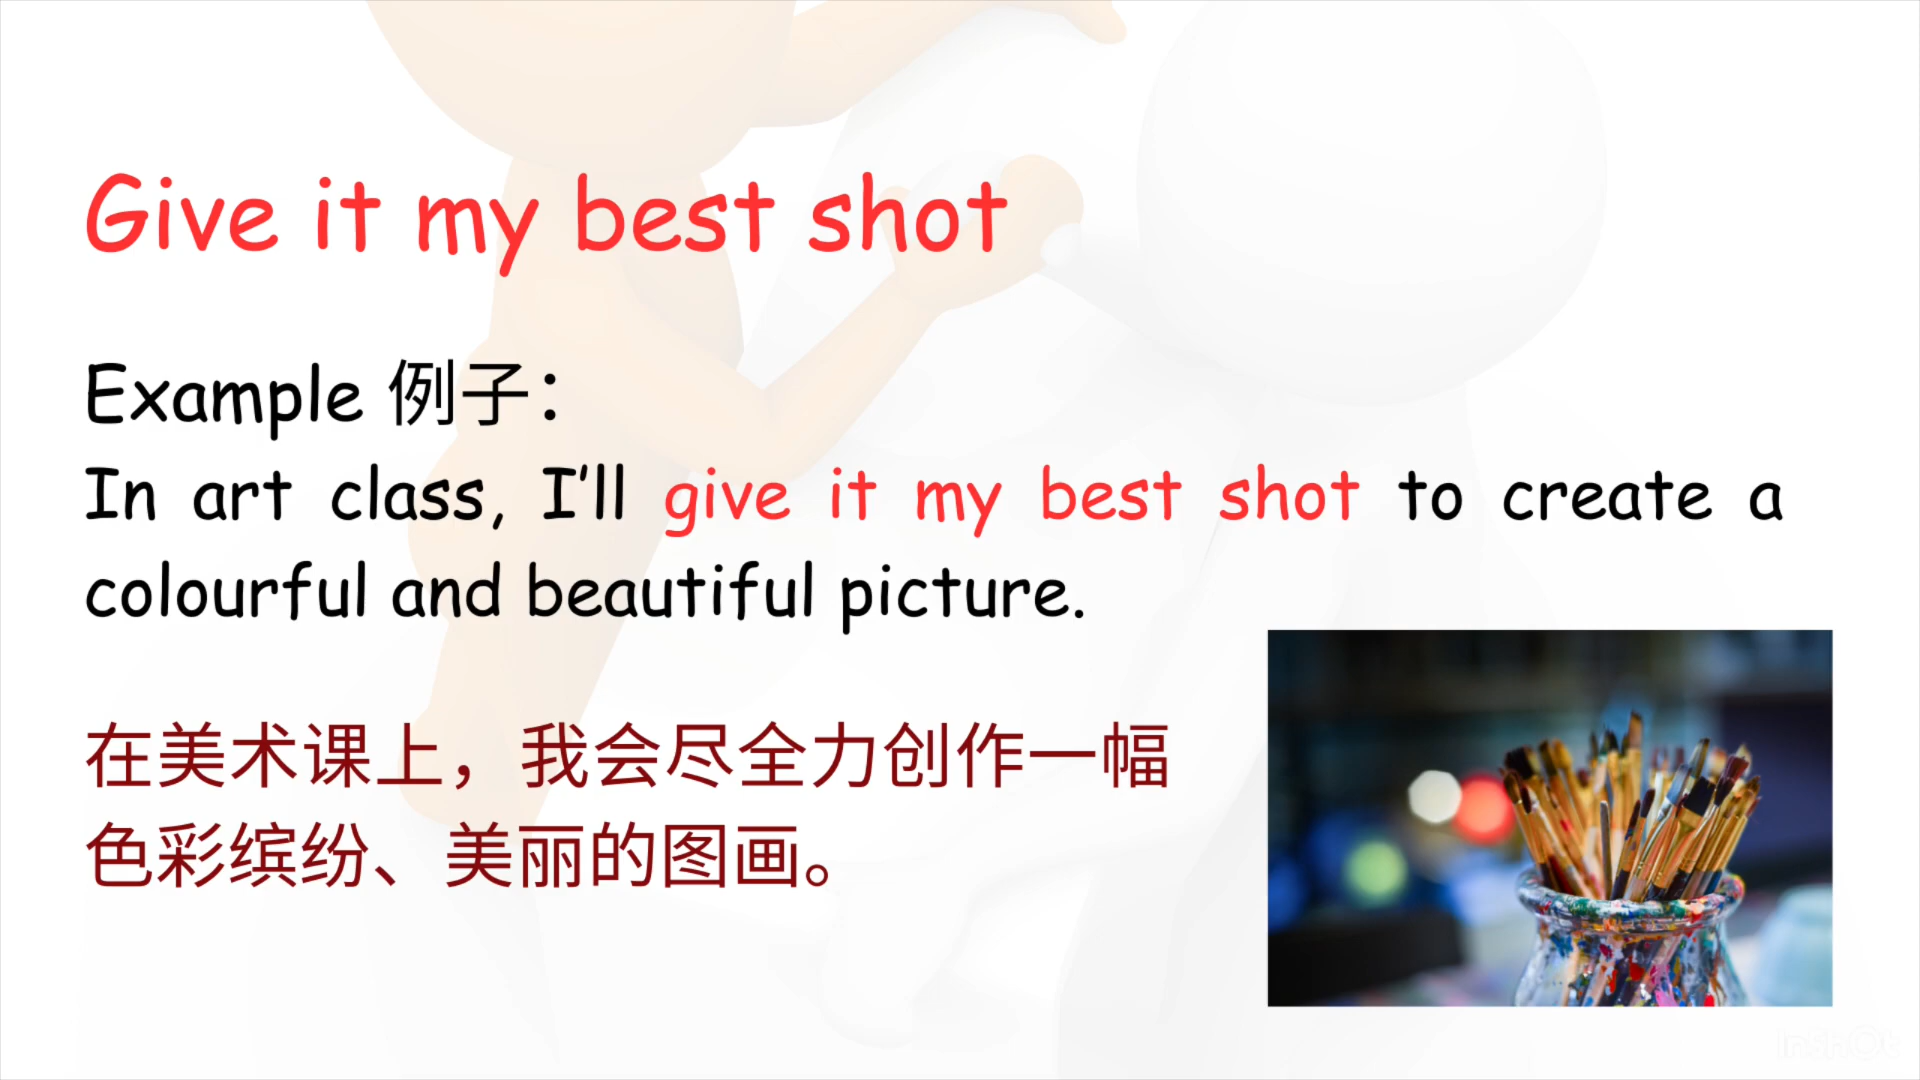 Give it my best shot
Example 例子：
In art class, I'll give it my best shot to create a
colourful and beautiful picture.
在美术课上，我会尽全力创作一幅
色彩缤纷、美丽的图画。
InShOt